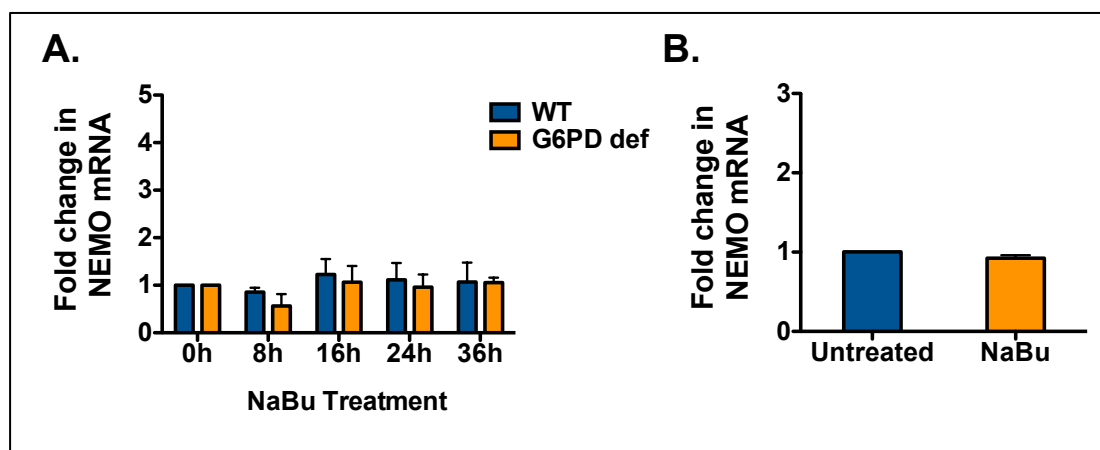 A.
Fold change in
NEMO mRNA
5
4
3
2
1
0
0h 8h 16h 24h 36h
NaBu Treatment
WT
G6PD def
B.
Fold change in
NEMO mRNA
3
2
1
0
Untreated NaBu